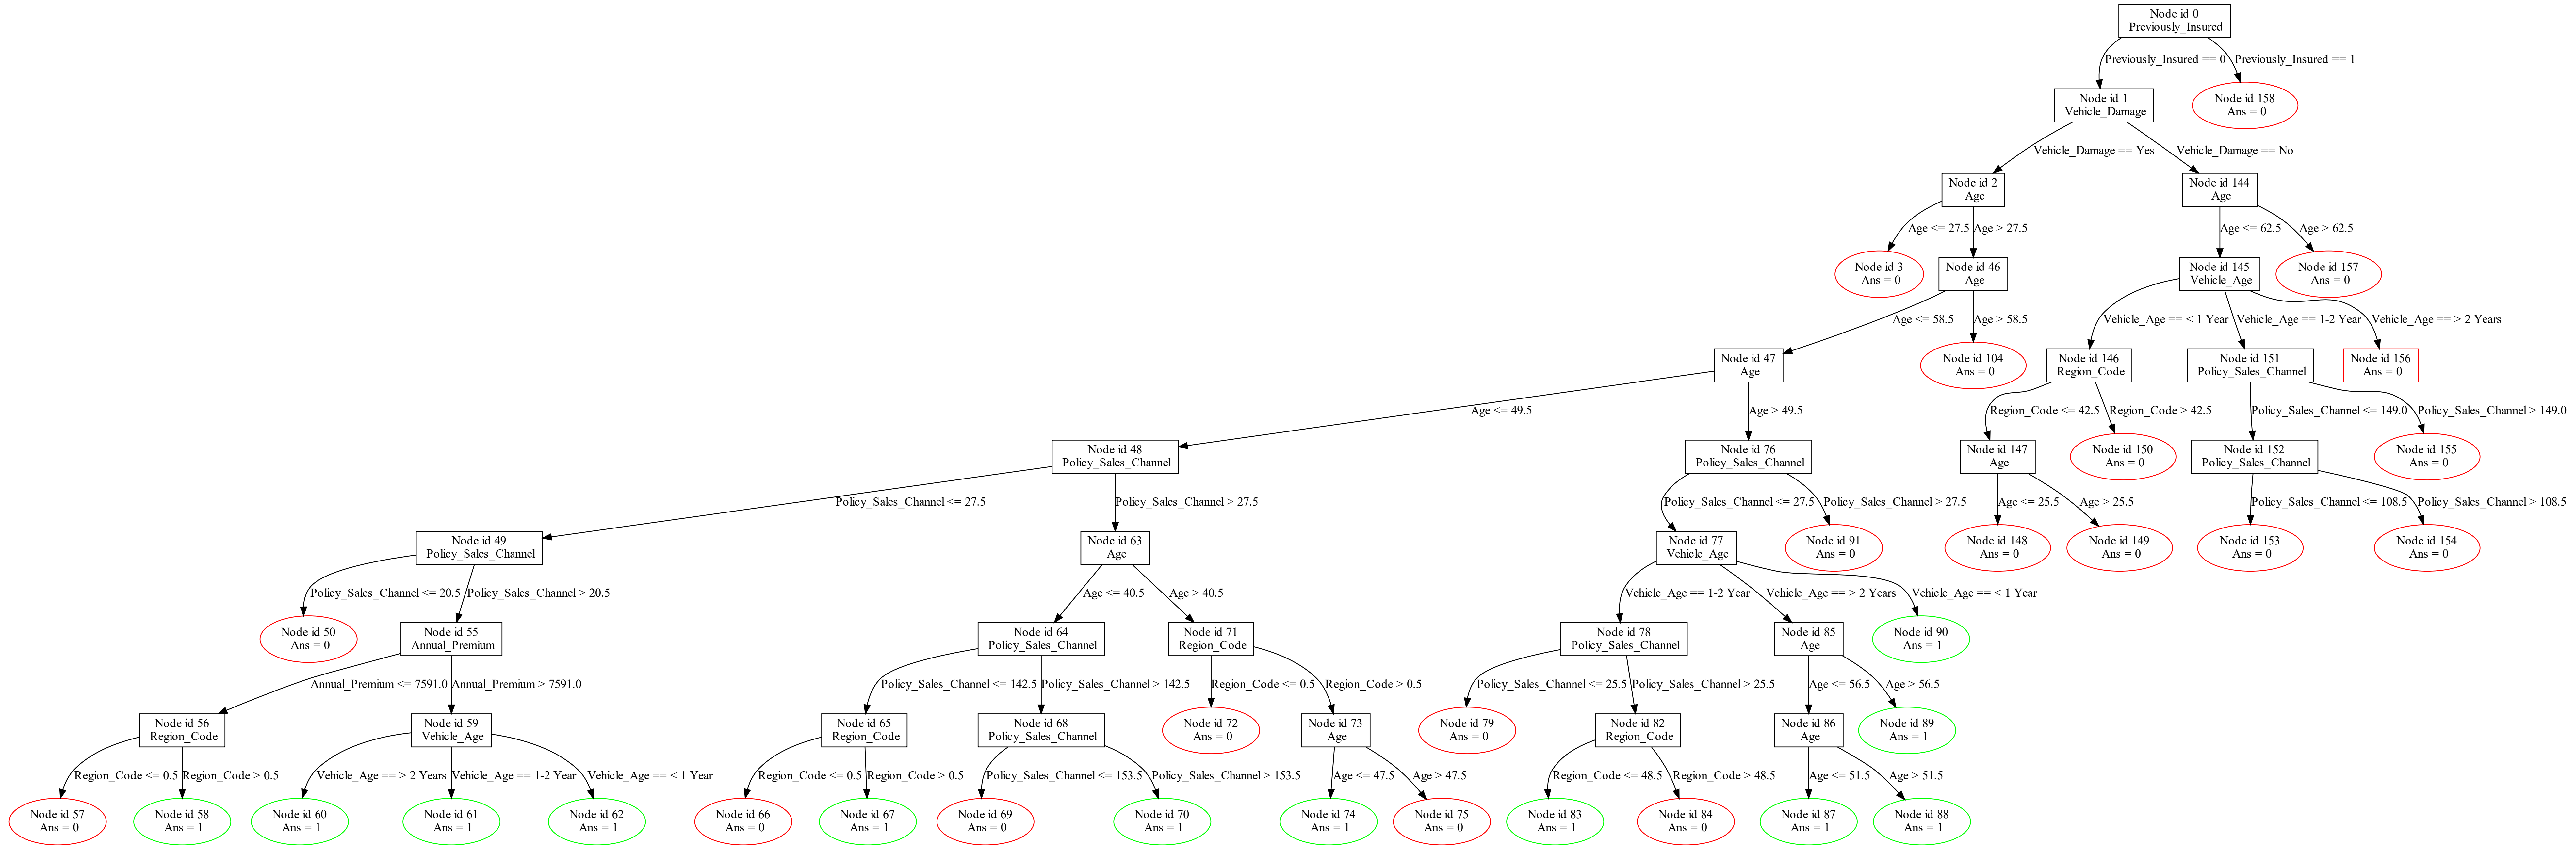 Node id 0
Previously_Insured
Previously_Insured == 0
Previously_Insured == 1
Node id 1
Vehicle_Damage
Node id 158
Ans = 0
Vehicle_Damage == Yes
Vehicle_Damage == No
Node id 2
Age
Node id 144
Age
Age <= 27.5
Age > 27.5
Age <= 62.5
Age > 62.5
Node id 3
Ans = 0
Node id 46
Age
Node id 145
Vehicle_Age
Node id 157
Ans = 0
Age <= 58.5
Age > 58.5
Vehicle_Age == < 1 Year
Vehicle_Age == 1-2 Year
Vehicle_Age == > 2 Years
Node id 47
Age
Node id 104
Ans = 0
Node id 146
Region_Code
Node id 151
Policy_Sales_Channel
Node id 156
Ans = 0
Age <= 49.5
Age > 49.5
Region_Code <= 42.5
Region_Code > 42.5
Policy_Sales_Channel <= 149.0
Policy_Sales_Channel > 149.0
Node id 48
Policy_Sales_Channel
Node id 76
Policy_Sales_Channel
Node id 147
Age
Node id 150
Ans = 0
Node id 152
Policy_Sales_Channel
Node id 155
Ans = 0
Policy_Sales_Channel <= 27.5
Policy_Sales_Channel > 27.5
Policy_Sales_Channel <= 27.5
Policy_Sales_Channel > 27.5
Age <= 25.5
Age > 25.5
Policy_Sales_Channel <= 108.5
Policy_Sales_Channel > 108.5
Node id 49
Policy_Sales_Channel
Node id 63
Age
Node id 77
Vehicle_Age
Node id 91
Ans = 0
Node id 148
Ans = 0
Node id 149
Ans = 0
Node id 153
Ans = 0
Node id 154
Ans = 0
Policy_Sales_Channel <= 20.5
Policy_Sales_Channel > 20.5
Age <= 40.5
Age > 40.5
Vehicle_Age == 1-2 Year
Vehicle_Age == > 2 Years
Vehicle_Age == < 1 Year
Node id 50
Ans = 0
Node id 55
Annual_Premium
Node id 64
Policy_Sales_Channel
Node id 71
Region_Code
Node id 78
Policy_Sales_Channel
Node id 85
Age
Node id 90
Ans = 1
Annual_Premium <= 7591.0
Annual_Premium > 7591.0
Policy_Sales_Channel <= 142.5
Policy_Sales_Channel > 142.5
Region_Code <= 0.5
Region_Code > 0.5
Policy_Sales_Channel <= 25.5
Policy_Sales_Channel > 25.5
Age <= 56.5
Age > 56.5
Node id 56
Region_Code
Node id 59
Vehicle_Age
Node id 65
Region_Code
Node id 68
Policy_Sales_Channel
Node id 72
Ans = 0
Node id 73
Age
Node id 79
Ans = 0
Node id 82
Region_Code
Node id 86
Age
Node id 89
Ans = 1
Region_Code <= 0.5
Region_Code > 0.5
Vehicle_Age == > 2 Years
Vehicle_Age == 1-2 Year
Vehicle_Age == < 1 Year
Region_Code <= 0.5
Region_Code > 0.5
Policy_Sales_Channel <= 153.5
Policy_Sales_Channel > 153.5
Age <= 47.5
Age > 47.5
Region_Code <= 48.5
Region_Code > 48.5
Age <= 51.5
Age > 51.5
Node id 57
Ans = 0
Node id 58
Ans = 1
Node id 60
Ans = 1
Node id 61
Ans = 1
Node id 62
Ans = 1
Node id 66
Ans = 0
Node id 67
Ans = 1
Node id 69
Ans = 0
Node id 70
Ans = 1
Node id 74
Ans = 1
Node id 75
Ans = 0
Node id 83
Ans = 1
Node id 84
Ans = 0
Node id 87
Ans = 1
Node id 88
Ans = 1